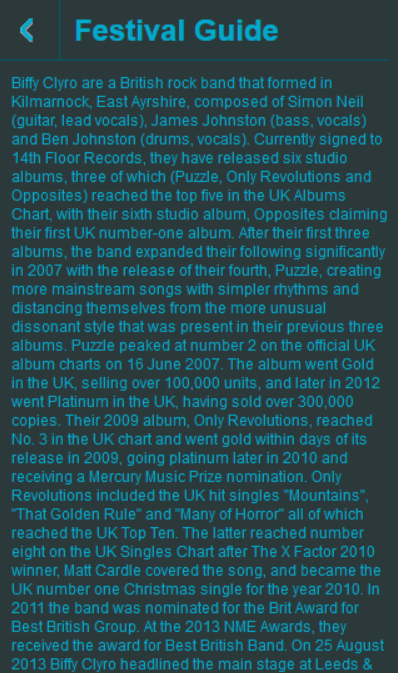 Festival Guide
Biffy Clyro are a British rock band that formed in
Kilmarnock, East Ayrshire, composed of Simon Neil
(guitar, lead vocals), James Johnston (bass, vocals)
and Ben Johnston (drums, vocals). Currently signed to
14th Floor Records, they have released six studio
albums, three of which (Puzzle, Only Revolutions and
Opposites) reached the top five in the UK Albums
Chart, with their sixth studio album, Opposites claiming
their first UK number-one album. After their first three
albums, the band expanded their following significantly
in 2007 with the release of their fourth, Puzzle, creating
more mainstream songs with simpler rhythms and
distancing themselves from the more unusual
dissonant style that was present in their previous three
albums. Puzzle peaked at number 2 on the official UK
album charts on 16 June 2007. The album went Gold
in the UK, selling over 100,000 units, and later in 2012
went Platinum in the UK, having sold over 300,000
copies. Their 2009 album, Only Revolutions, reached
No. 3 in the UK chart and went gold within days of its
release in 2009, going platinum later in 2010 and
receiving a Mercury Music Prize nomination. Only
Revolutions included the UK hit singles "Mountains",
"That Golden Rule" and "Many of Horror" all of which
reached the UK Top Ten. The latter reached number
eight on the UK Singles Chart after The X Factor 2010
winner, Matt Cardle covered the song, and became the
UK number one Christmas single for the year 2010. In
2011 the band was nominated for the Brit Award for
Best British Group. At the 2013 NME Awards, they
received the award for Best British Band. On 25 August
2013 Biffy Clyro headlined the main stage at Leeds &